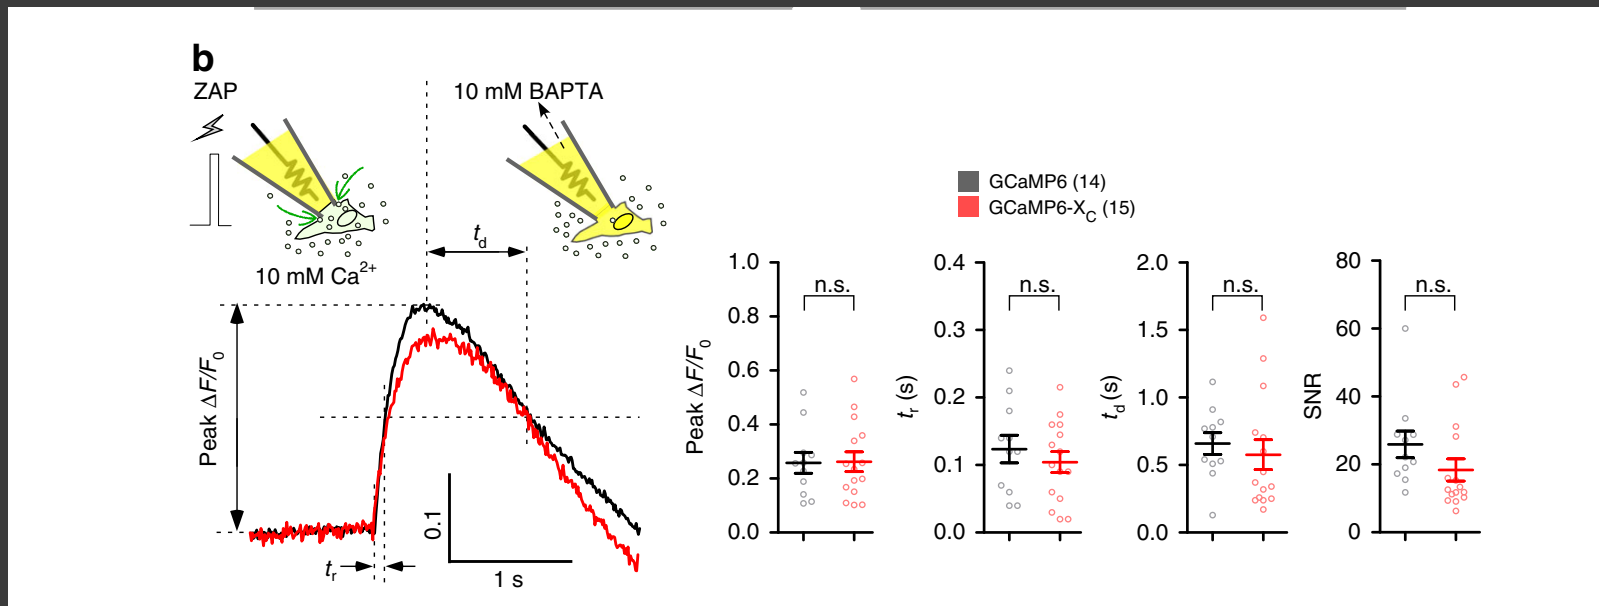 b
ZAP
10 mM BAPTA
10 mM Ca2+
td
Peak ΔF/F0
tr
0.1
1 s
GCaMP6 (14)
GCaMP6-XC (15)
Peak ΔF/F0
1.0
0.8
0.6
0.4
0.2
0.0
n.s.
tr (s)
0.4
0.3
0.2
0.1
0.0
n.s.
td (s)
2.0
1.5
1.0
0.5
0.0
n.s.
SNR
80
60
40
20
0
n.s.